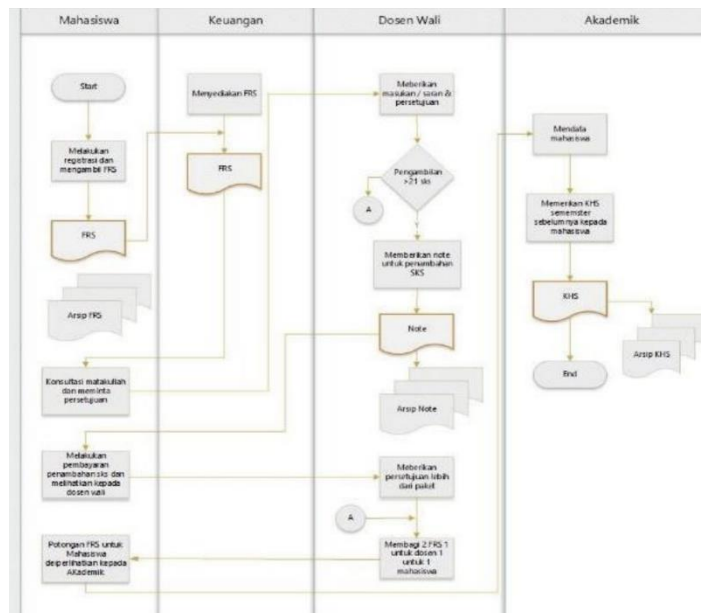 Mahasiswa
Keuangan
Dosen Wali
Akademik
Start
Melakukan
registrasi dan
mengambil FRS
FRS
Arsip FRS
Konsultasi matakuliah
dan meminta
persetujuan
Melakukan
pembayaran
penambahan sks dan
melihatkan kepada
dosen wali
Potongan FRS untuk
Mahasiswa
deiperlihatkan kepada
AKademik
Menyediakan FRS
FRS
Meberikan
masukan / saran &
persetujuan
Pengambilan
>21 sks
A
Y
Memberikan note
untuk penambahan
SKS
Note
Arsip Note
Meberikan
persetujuan lebih
dari paket
A
Membagi 2 FRS 1
untuk dosen 1
untuk 1
mahasiswa
Mendata
mahasiswa
Memerikan KHS
sememster
sebelumnya kepada
mahasiswa
KHS
Arsip KHS
End